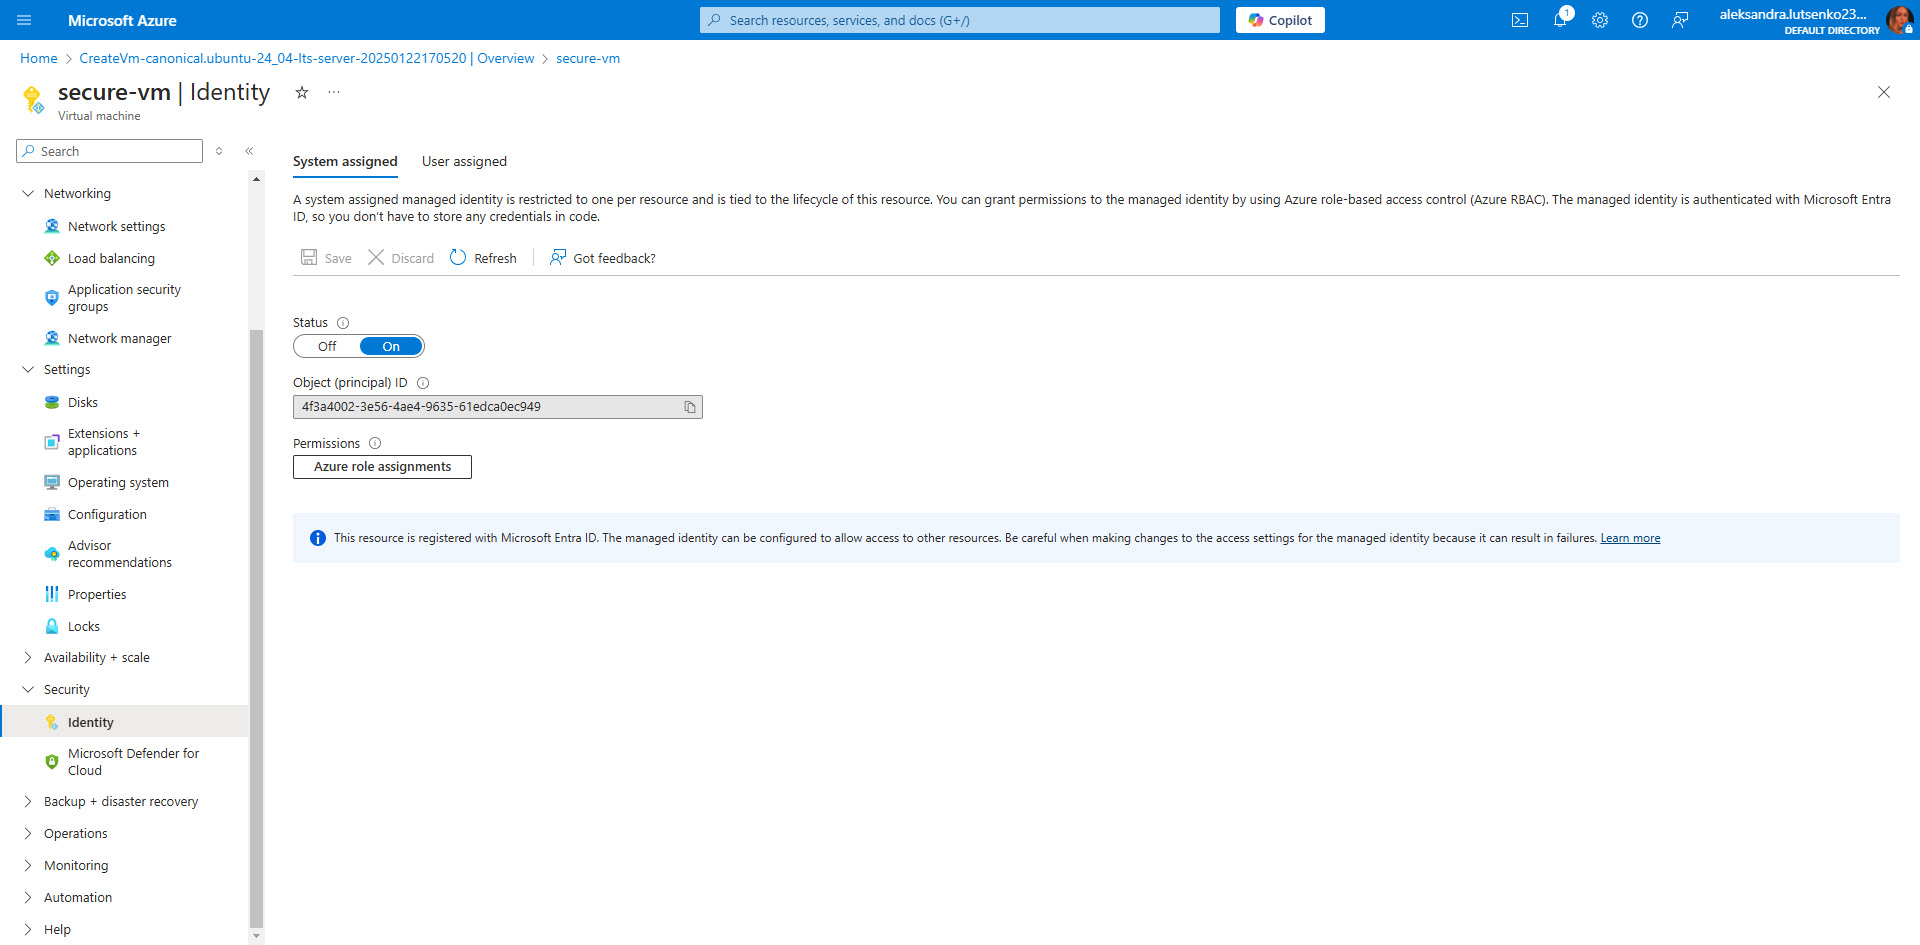 Microsoft Azure
Search resources, services, and docs (G+/)
Copilot
1
aleksandra.lutsenko23...
DEFAULT DIRECTORY
Home > CreateVm-canonical.ubuntu-24_04-lts-server-20250122170520 | Overview > secure-vm
secure-vm | Identity
Virtual machine
Search
Networking
Network settings
Load balancing
Application security
groups
Network manager
Settings
Disks
Extensions +
applications
Operating system
Configuration
Advisor
recommendations
Properties
Locks
Availability + scale
Security
Identity
Microsoft Defender for
Cloud
Backup + disaster recovery
Operations
Monitoring
Automation
Help
System assigned User assigned
A system assigned managed identity is restricted to one per resource and is tied to the lifecycle of this resource. You can grant permissions to the managed identity by using Azure role-based access control (Azure RBAC). The managed identity is authenticated with Microsoft Entra
ID, so you don't have to store any credentials in code.
Save Discard Refresh Got feedback?
Status
Off On
Object (principal) ID
4f3a4002-3e56-4ae4-9635-61edca0ec949
Permissions
Azure role assignments
This resource is registered with Microsoft Entra ID. The managed identity can be configured to allow access to other resources. Be careful when making changes to the access settings for the managed identity because it can result in failures. Learn more